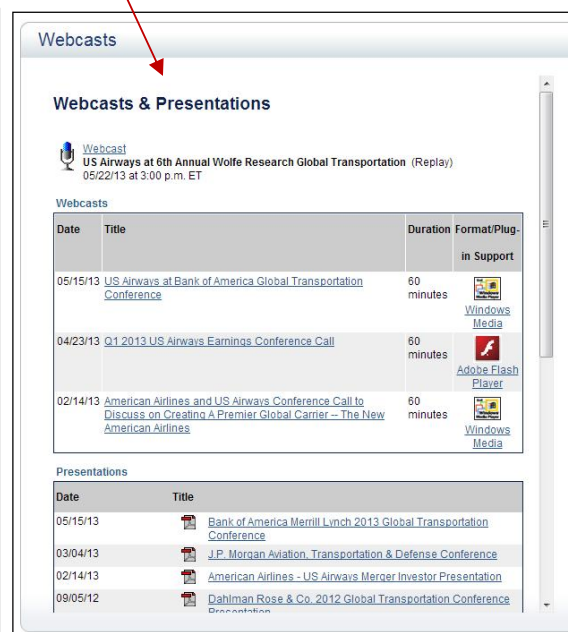 Webcasts
Webcasts & Presentations
Webcast
US Airways at 6th Annual Wolfe Research Global Transportation (Replay)
05/22/13 at 3:00 p.m. ET
Webcasts
Date Title Duration Format/Plug-
in Support
05/15/13 US Airways at Bank of America Global Transportation 60
Conference minutes
Windows
Media
04/23/13 Q1 2013 US Airways Earnings Conference Call 60
minutes
Adobe Flash
Player
02/14/13 American Airlines and US Airways Conference Call to 60
Discuss on Creating A Premier Global Carrier -- The New minutes
American Airlines
Windows
Media
Presentations
Date Title
05/15/13 Bank of America Merrill Lynch 2013 Global Transportation
Conference
03/04/13 J.P. Morgan Aviation, Transportation & Defense Conference
02/14/13 American Airlines - US Airways Merger Investor Presentation
09/05/12 Dahlman Rose & Co. 2012 Global Transportation Conference
Presentation